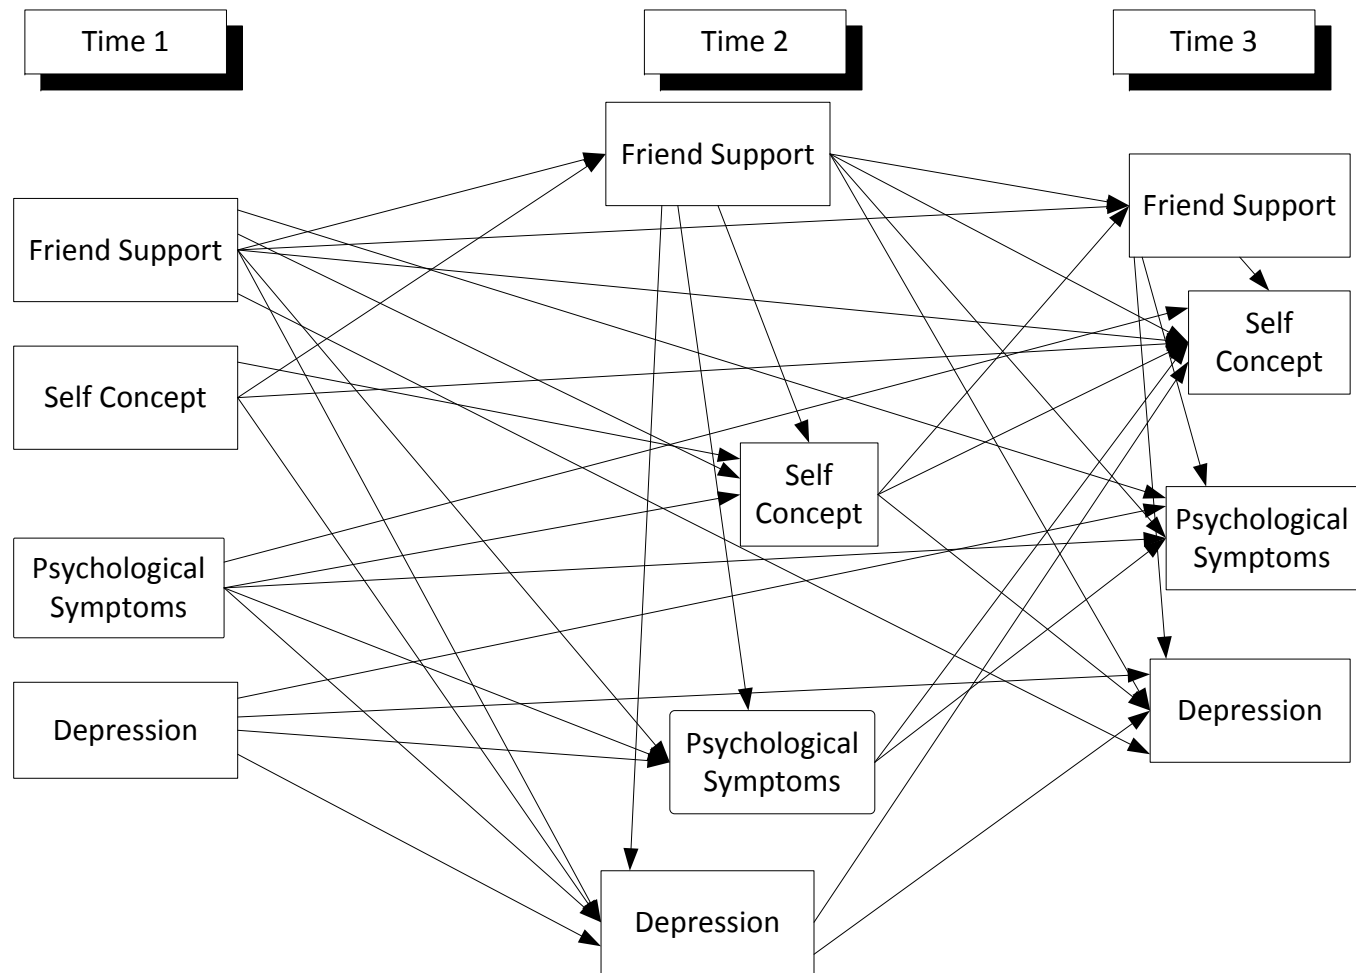 Time 1
Time 2
Time 3
Friend Support
Self Concept
Psychological
Symptoms
Depression
Friend Support
Self
Concept
Psychological
Symptoms
Depression
Friend Support
Self
Concept
Psychological
Symptoms
Depression